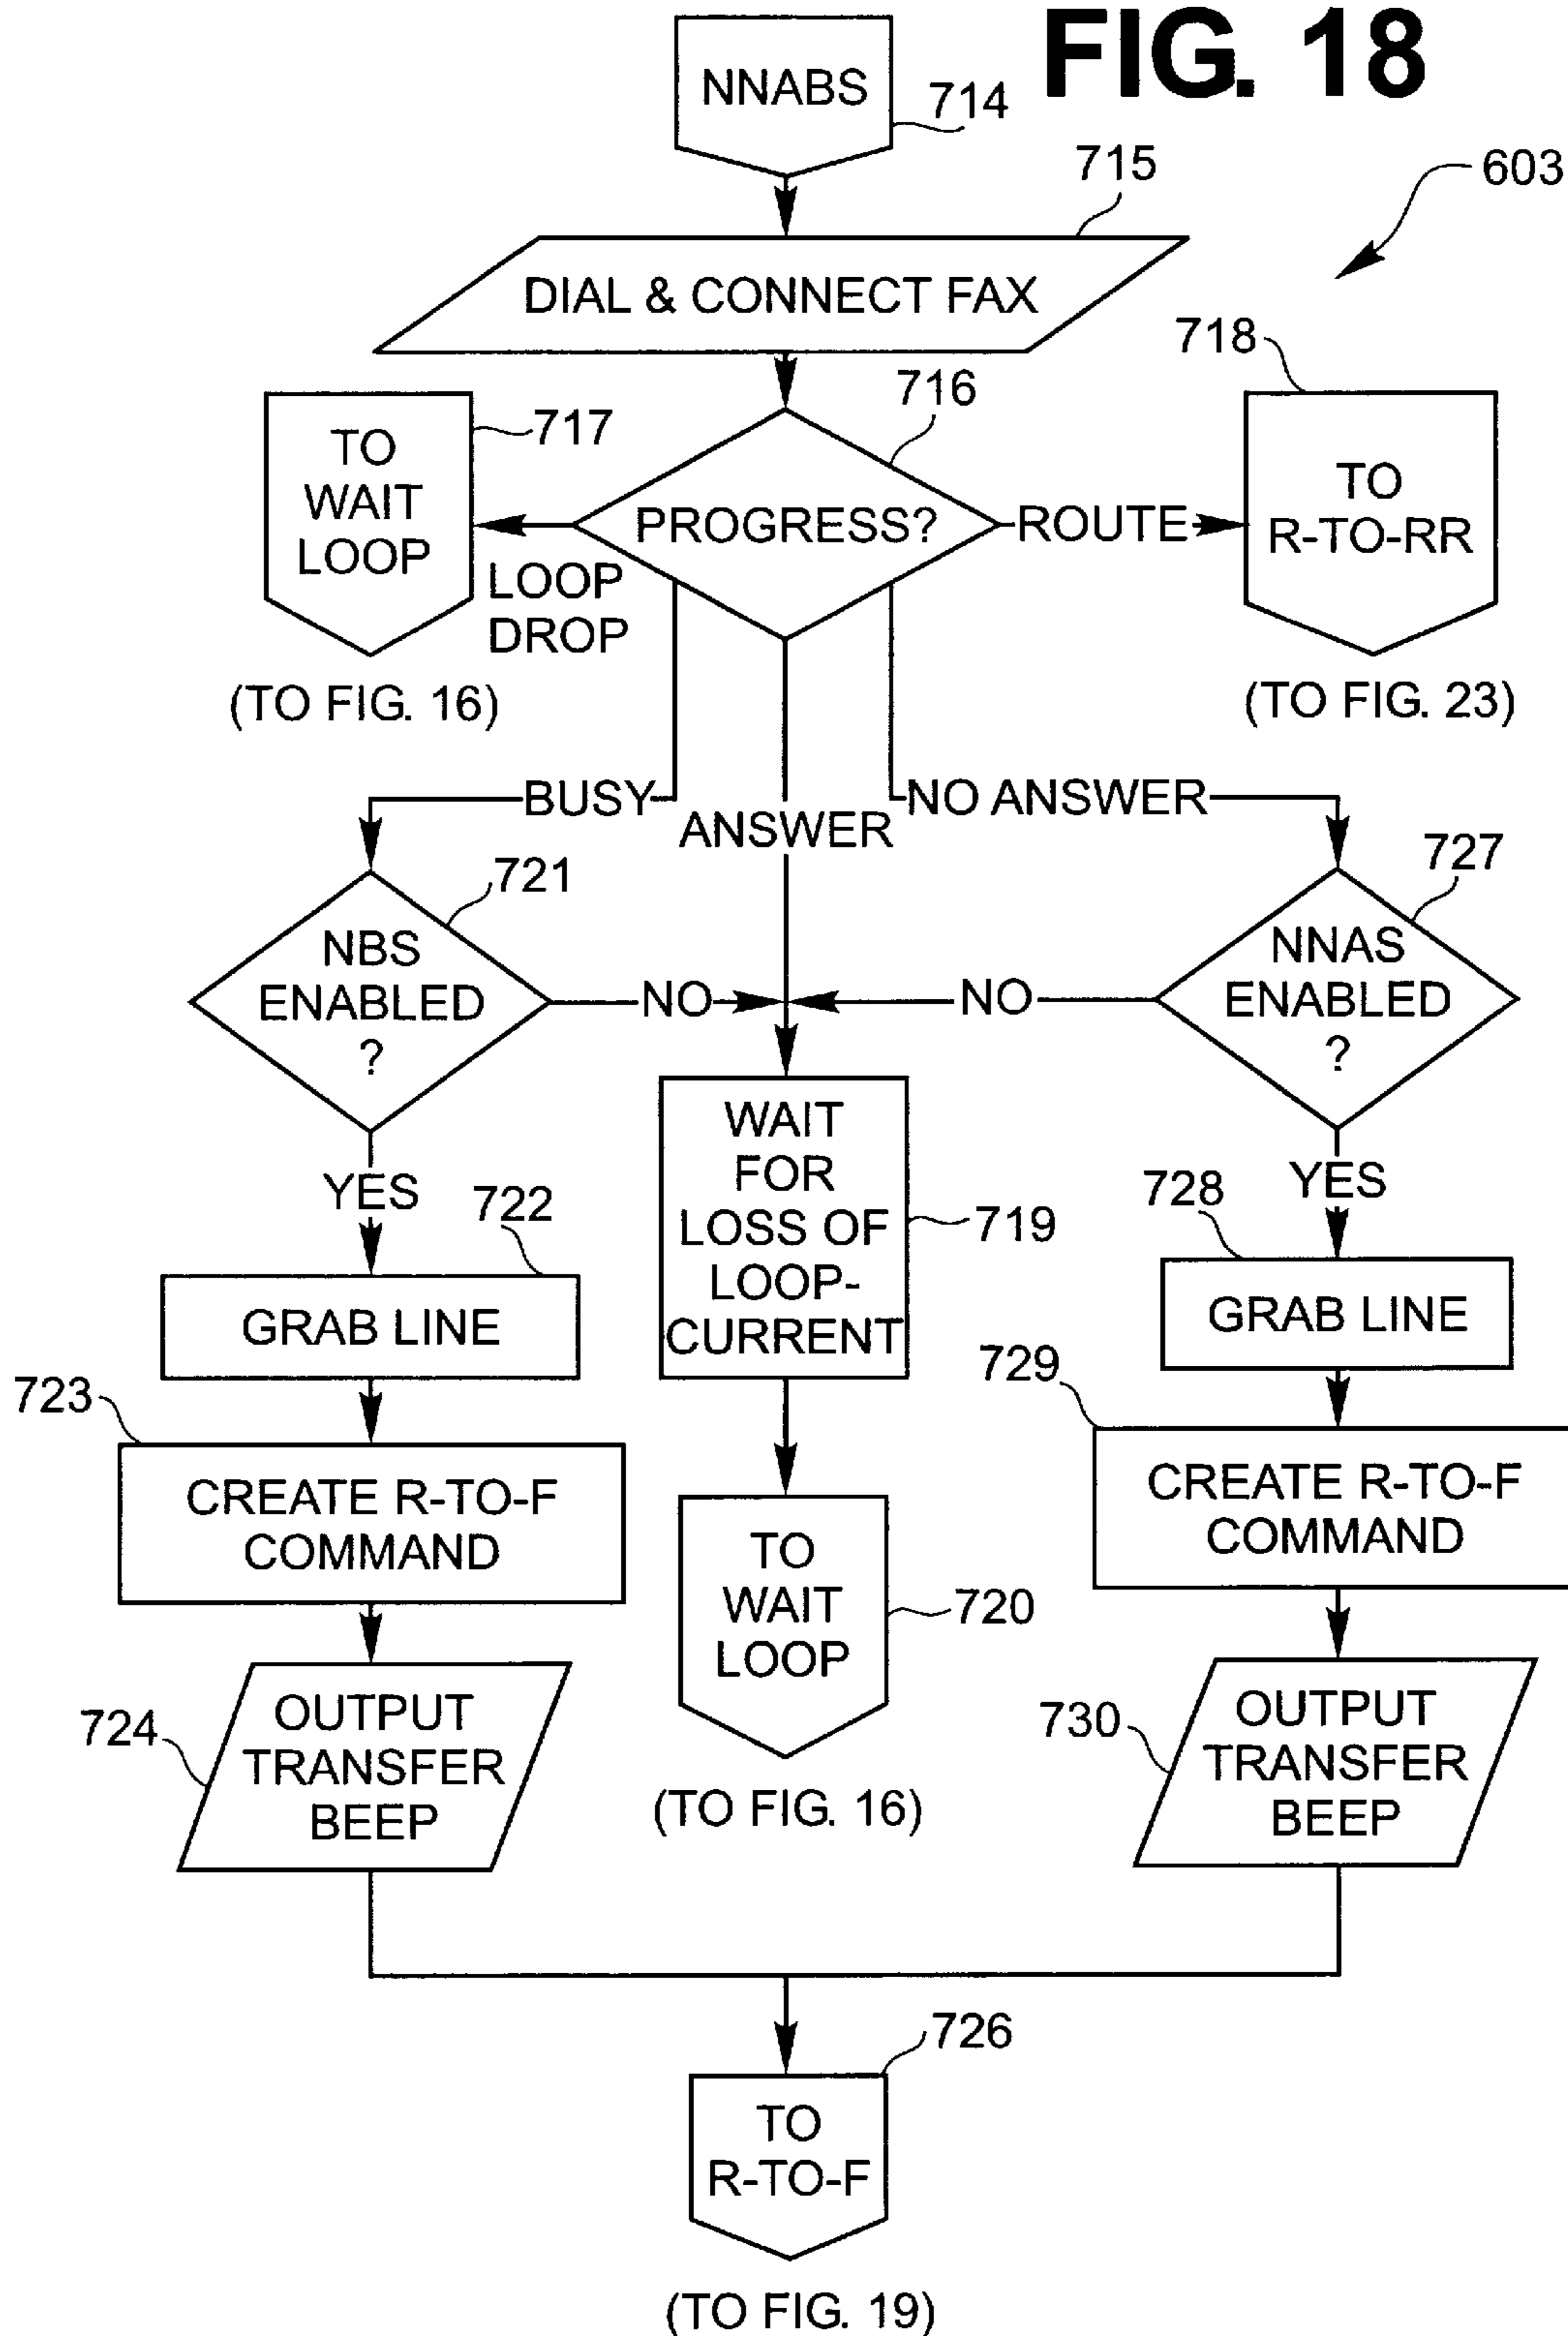 FIG. 18
NNABS
714
715
603
DIAL & CONNECT FAX
718
716
717
TO
WAIT
LOOP
PROGRESS?
ROUTE
TO
R-TO-RR
LOOP
DROP
(TO FIG. 16)
(TO FIG. 23)
BUSY
ANSWER
NO ANSWER
721
727
NBS
ENABLED
?
NO
NO
NNAS
ENABLED
?
YES
722
WAIT
FOR
LOSS OF
LOOP-
CURRENT
719
728
YES
GRAB LINE
GRAB LINE
723
729
CREATE R-TO-F
COMMAND
CREATE R-TO-F
COMMAND
TO
WAIT
LOOP
720
724
OUTPUT
TRANSFER
BEEP
730
OUTPUT
TRANSFER
BEEP
(TO FIG. 16)
726
TO
R-TO-F
(TO FIG. 19)